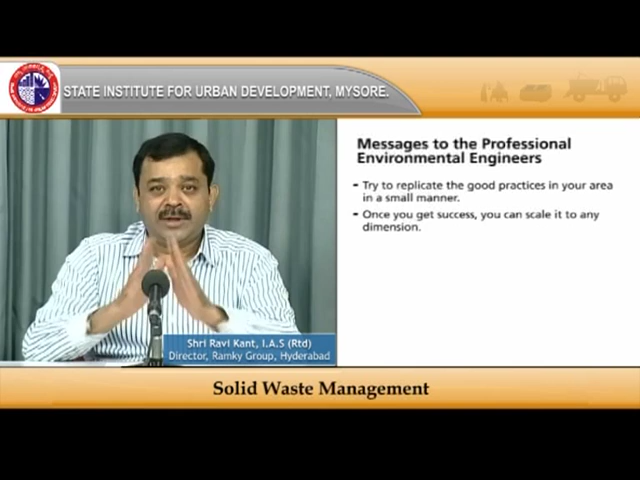 STATE INSTITUTE FOR URBAN DEVELOPMENT, MYSORE.
Messages to the Professional
Environmental Engineers
- Try to replicate the good practices in your area
in a small manner.
- Once you get success, you can scale it to any
dimension.
Shri Ravi Kant, I.A.S (Rtd)
Director, Ramky Group, Hyderabad
Solid Waste Management